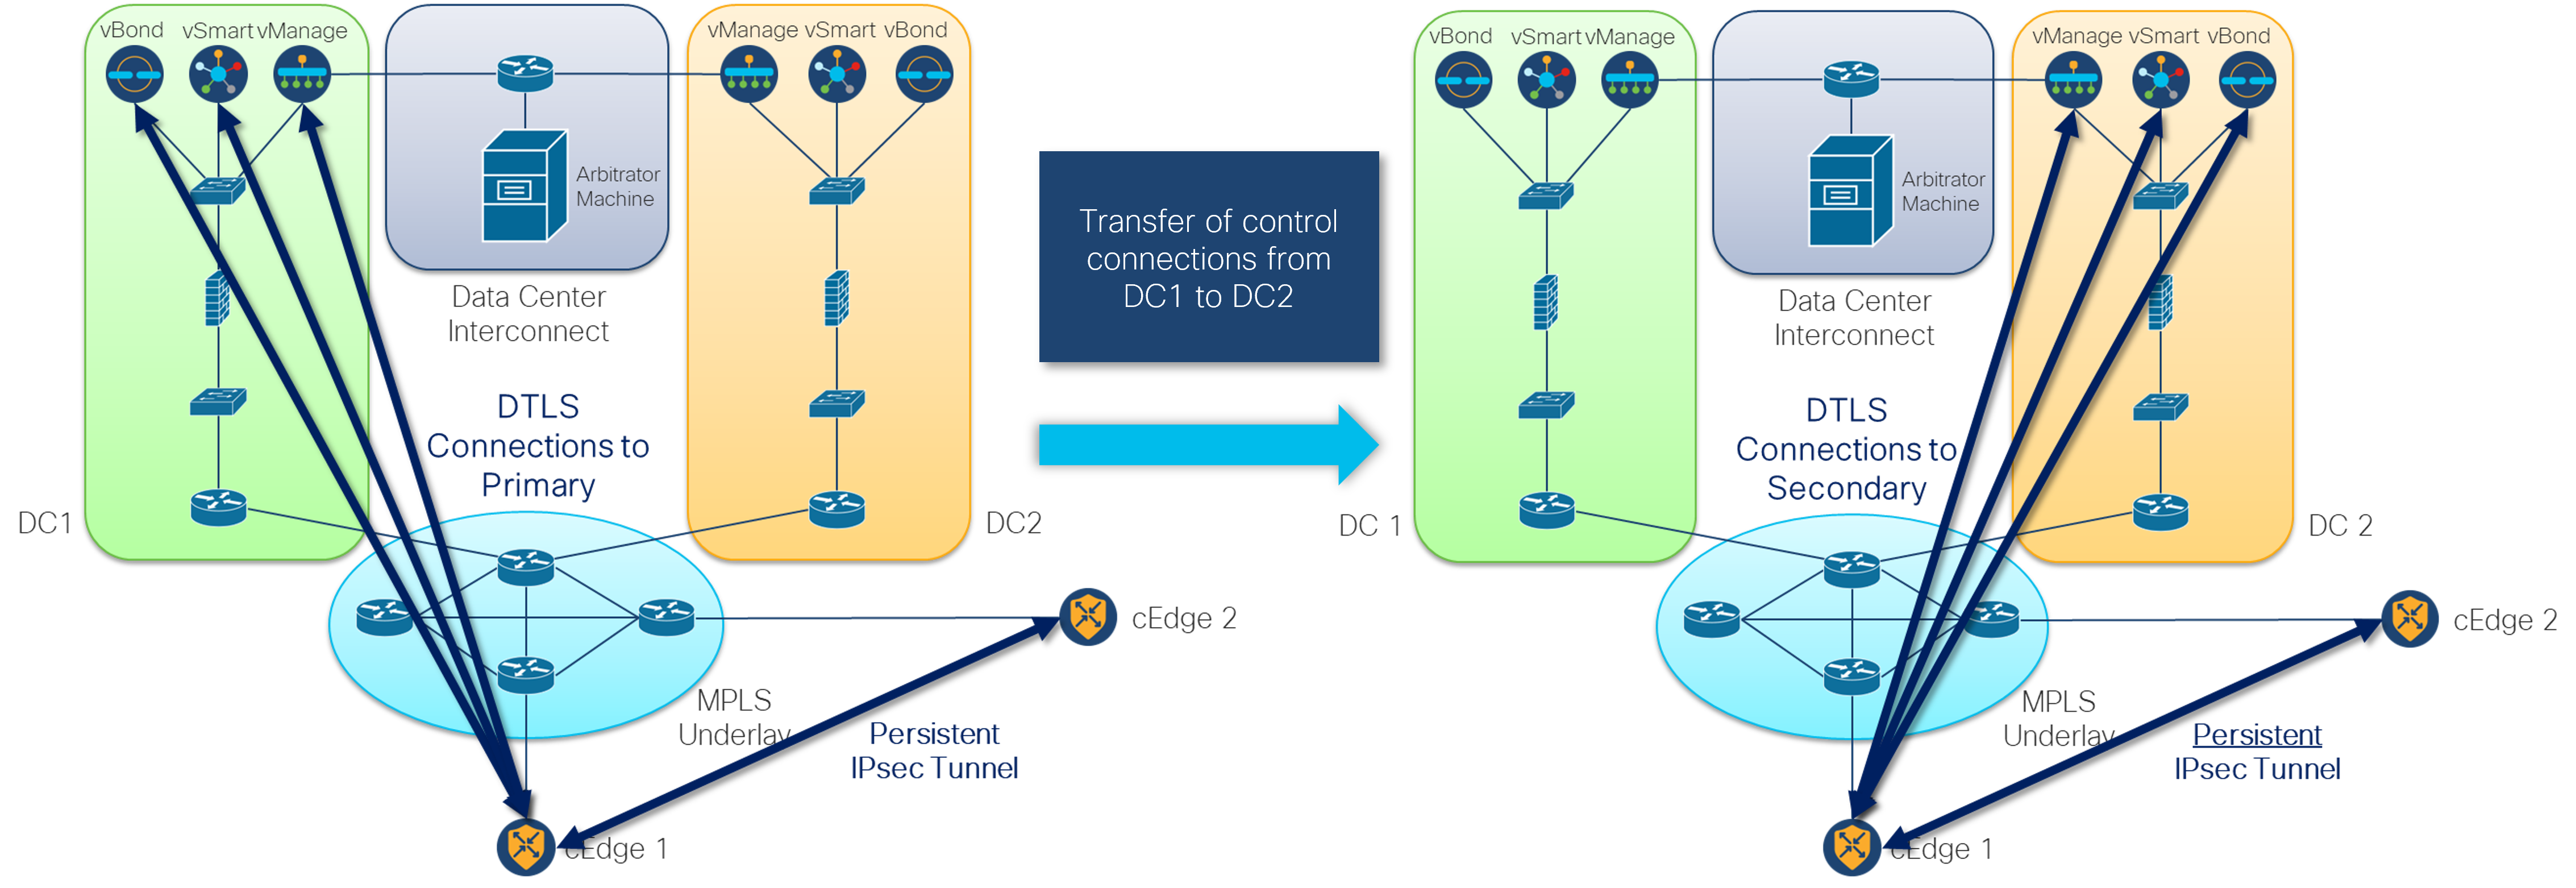 vBond vSmart vManage
vManage vSmart vBond
Arbitrator
Machine
Data Center
Interconnect
DTLS
Connections to
Primary
DC1
DC2
cEdge 2
MPLS
Underlay
Persistent
IPsec Tunnel
cEdge 1
Transfer of control
connections from
DC1 to DC2
vBond vSmart vManage
vManage vSmart vBond
Arbitrator
Machine
Data Center
Interconnect
DTLS
Connections to
Secondary
DC 1
DC 2
cEdge 2
MPLS
Underlay
Persistent
IPsec Tunnel
cEdge 1